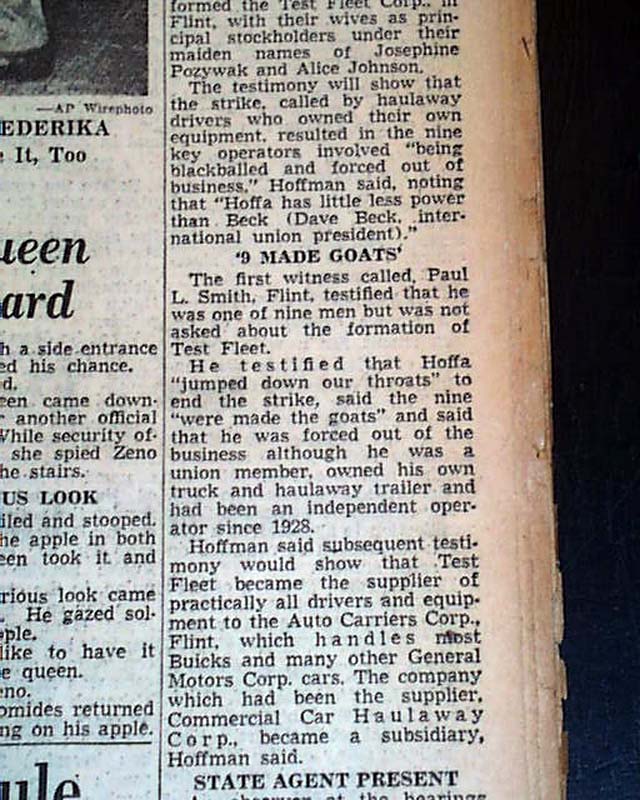 —AP Wirephoto
EDERIKA
It, Too
ueen
ard
h a side entrance
ed his chance.
d.
een came down-
another official
While security of-
she spied Zeno
he stairs.
US LOOK
iled and stooped.
he apple in both
een took it and
rious look came
He gazed sol-
ple.
like to have it
e queen.
eno.
omides returned
ng on his apple.
ule
formed the Test Fleet Corp., in
Flint, with their wives as prin-
cipal stockholders under their
maiden names of Josephine
Pozywak and Alice Johnson.
The testimony will show that
the strike, called by haulaway
drivers who owned their own
equipment, resulted in the nine
key operators involved "being
blackballed and forced out of
business." Hoffman said, noting
that "Hoffa has little less power
than Beck (Dave Beck, inter-
national union president)."
'9 MADE GOATS'
The first witness called, Paul
L. Smith, Flint, testified that he
was one of nine men but was not
asked about the formation of
Test Fleet.
He testified that Hoffa
"jumped down our throats" to
end the strike, said the nine
"were made the goats" and said
that he was forced out of the
business although he was a
union member, owned his own
truck and haulaway trailer and
had been an independent oper-
ator since 1928.
Hoffman said subsequent testi-
mony would show that Test
Fleet became the supplier of
practically all drivers and equip-
ment to the Auto Carriers Corp.,
Flint, which handles most
Buicks and many other General
Motors Corp. cars. The company
which had been the supplier,
Commercial Car Haulaway
Corp., became a subsidiary,
Hoffman said.
STATE AGENT PRESENT
observer at the hearings